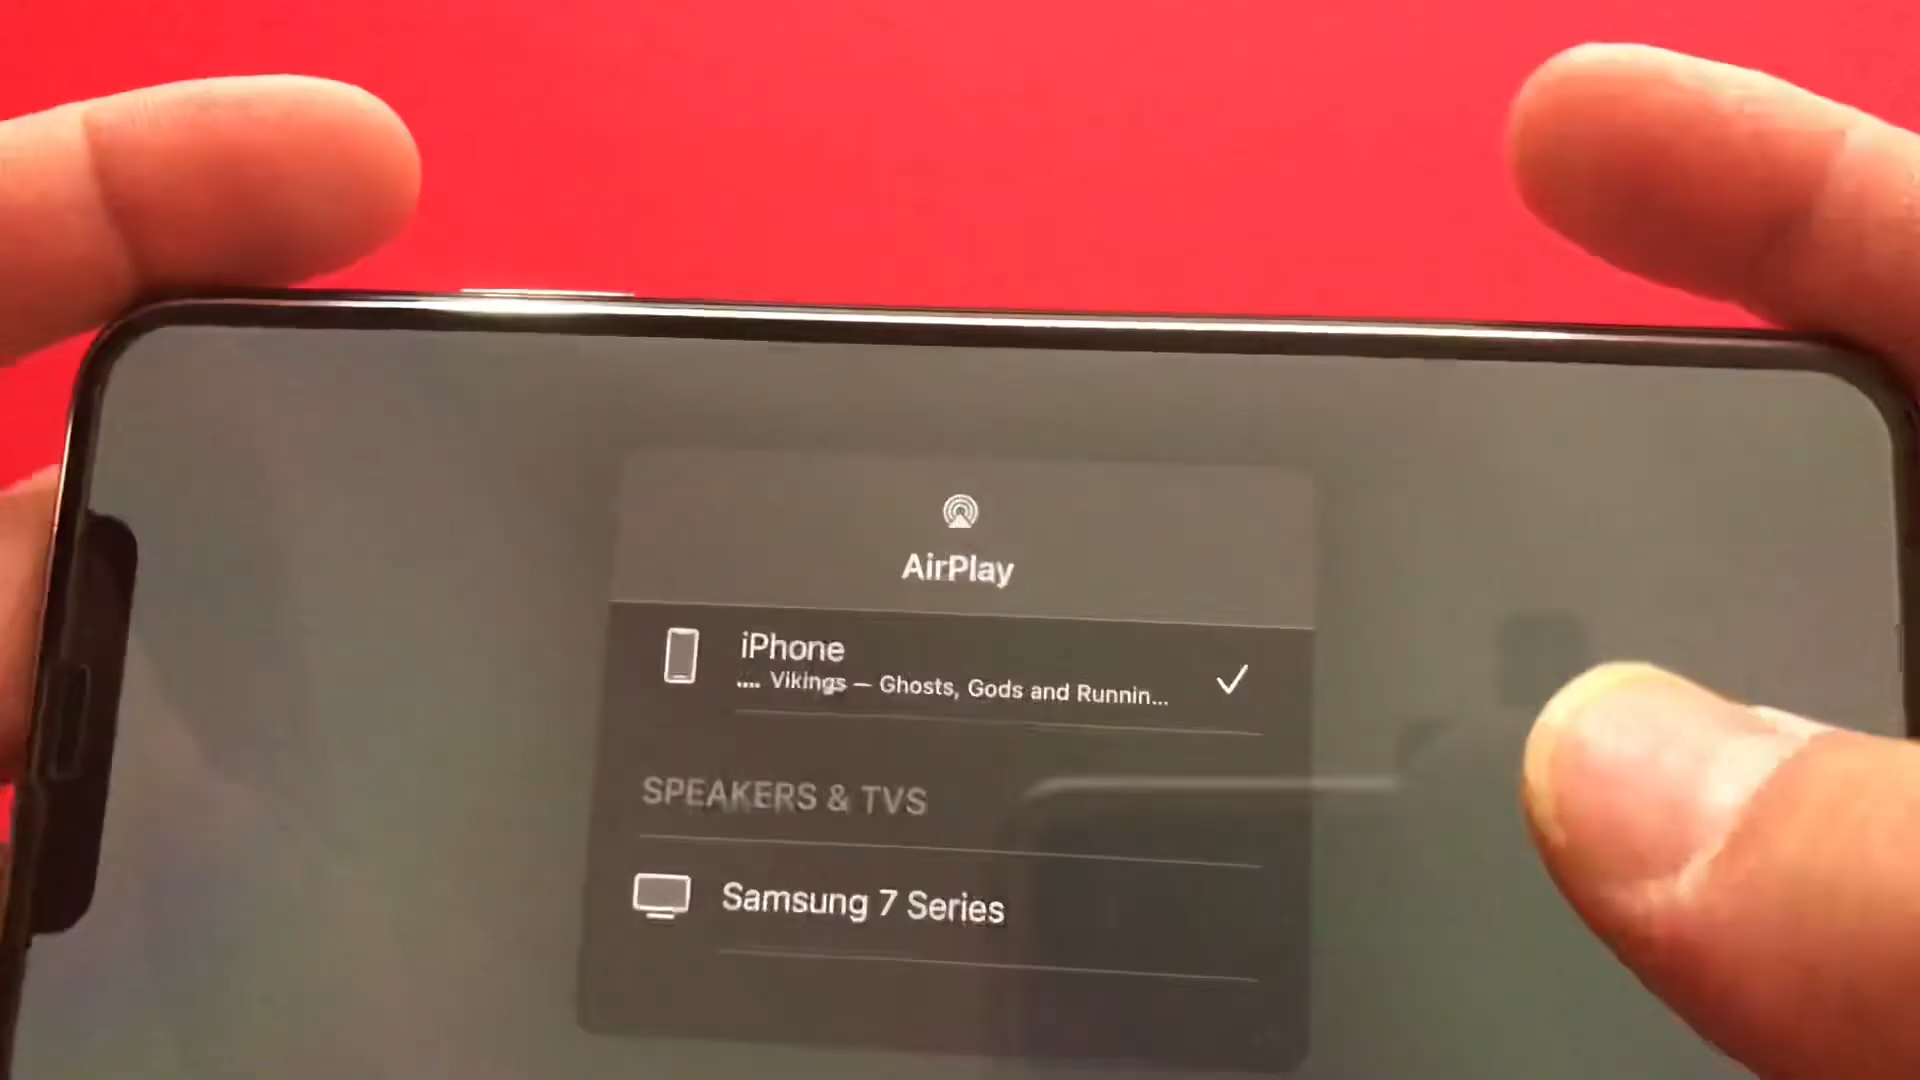 AirPlay
iPhone
.... Vikings — Ghosts, Gods and Runnin...
SPEAKERS & TVS
Samsung 7 Series